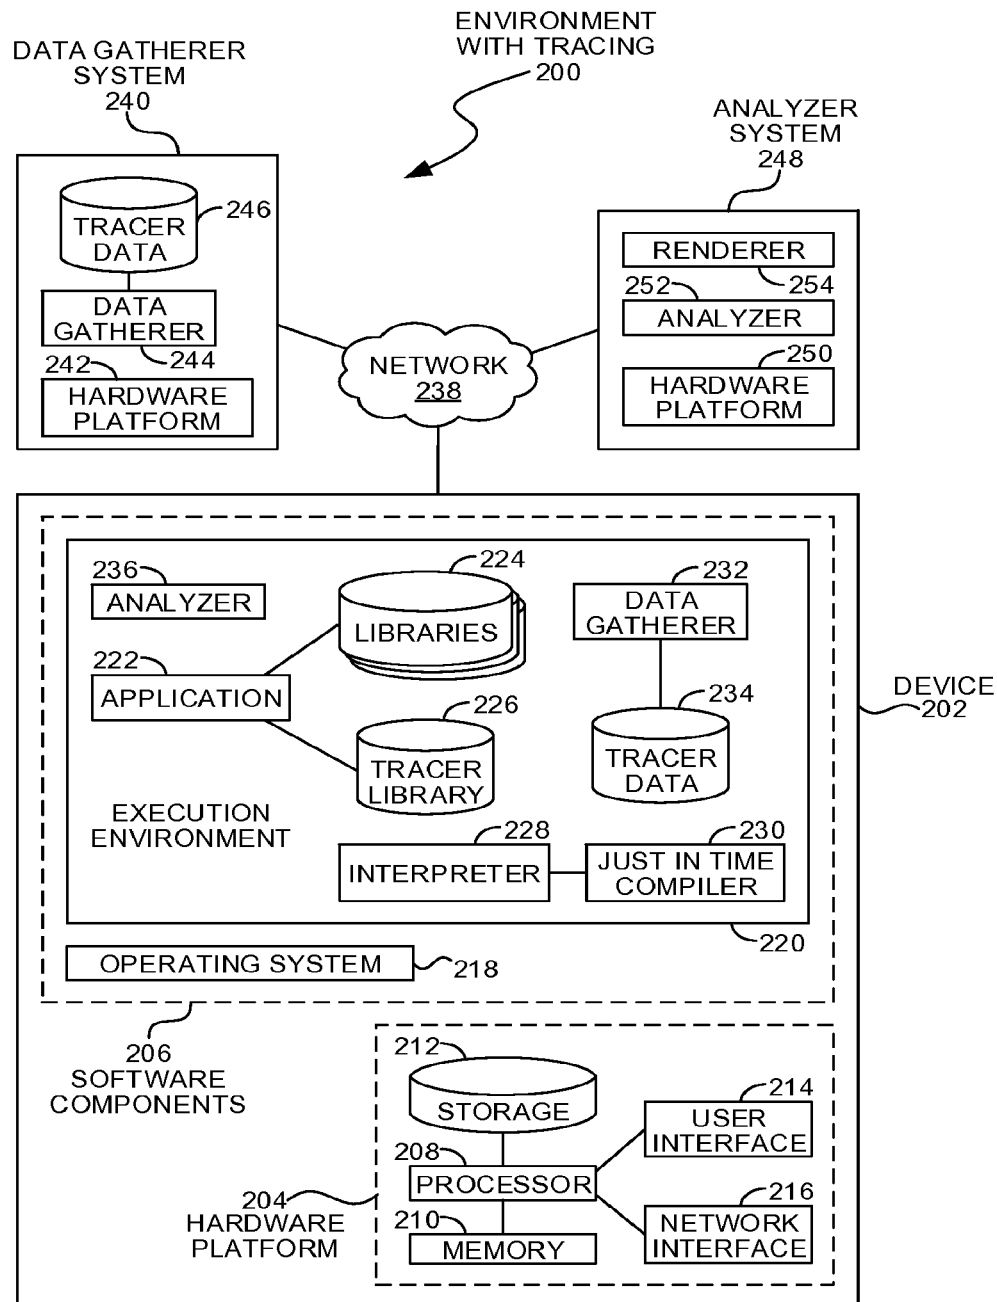 ENVIRONMENT
WITH TRACING
200
DATA GATHERER
SYSTEM
240
ANALYZER
SYSTEM
248
TRACER
DATA
246
DATA
GATHERER
244
242
HARDWARE
PLATFORM
NETWORK
238
RENDERER
254
252
ANALYZER
250
HARDWARE
PLATFORM
236
ANALYZER
224
LIBRARIES
232
DATA
GATHERER
222
APPLICATION
226
TRACER
LIBRARY
234
TRACER
DATA
DEVICE
202
EXECUTION
ENVIRONMENT
228
INTERPRETER
230
JUST IN TIME
COMPILER
220
OPERATING SYSTEM
218
206
SOFTWARE
COMPONENTS
212
STORAGE
214
USER
INTERFACE
208
PROCESSOR
204
HARDWARE
PLATFORM
210
MEMORY
216
NETWORK
INTERFACE